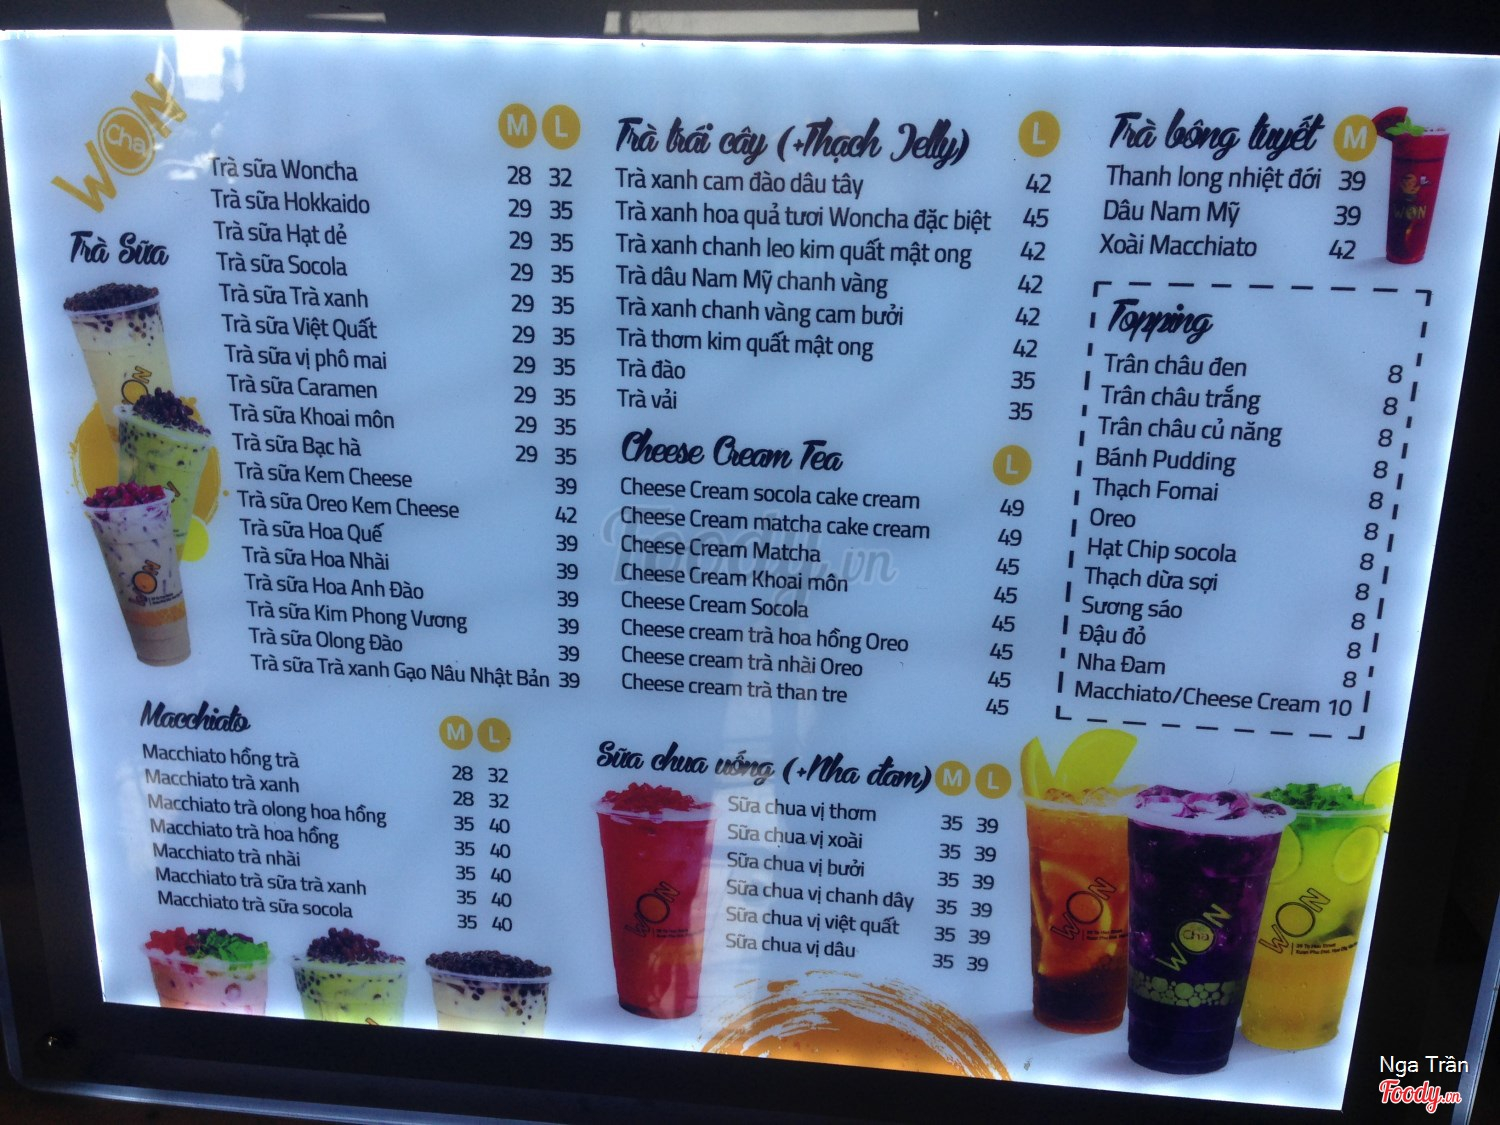 WON
Cha
Trà Sữa
M L
Trà sữa Woncha 28 32
Trà sữa Hokkaido 29 35
Trà sữa Hạt dẻ 29 35
Trà sữa Socola 29 35
Trà sữa Trà xanh 29 35
Trà sữa Việt Quất 29 35
Trà sữa vị phô mai 29 35
Trà sữa Caramen 29 35
Trà sữa Khoai môn 29 35
Trà sữa Bạc hà 29 35
Trà sữa Kem Cheese 39
Trà sữa Oreo Kem Cheese 42
Trà sữa Hoa Quế 39
Trà sữa Hoa Nhài 39
Trà sữa Hoa Anh Đào 39
Trà sữa Kim Phong Vương 39
Trà sữa Olong Đào 39
Trà sữa Trà xanh Gạo Nâu Nhật Bản 39
Macchiato M L
Macchiato hồng trà 28 32
Macchiato trà xanh 28 32
Macchiato trà olong hoa hồng 35 40
Macchiato trà hoa hồng 35 40
Macchiato trà nhài 35 40
Macchiato trà sữa trà xanh 35 40
Macchiato trà sữa socola 35 40
Trà trái cây (+Thạch Jelly) L
Trà xanh cam đào dâu tây 42
Trà xanh hoa quả tươi Woncha đặc biệt 45
Trà xanh chanh leo kim quất mật ong 42
Trà dâu Nam Mỹ chanh vàng 42
Trà xanh chanh vàng cam bưởi 42
Trà thơm kim quất mật ong 42
Trà đào 35
Trà vải 35
Cheese Cream Tea L
Cheese Cream socola cake cream 49
Cheese Cream matcha cake cream 49
Cheese Cream Matcha 45
Cheese Cream Khoai môn 45
Cheese Cream Socola 45
Cheese cream trà hoa hồng Oreo 45
Cheese cream trà nhài Oreo 45
Cheese cream trà than tre 45
Sữa chua uống (+Nha đam) M L
Sữa chua vị thơm 35 39
Sữa chua vị xoài 35 39
Sữa chua vị bưởi 35 39
Sữa chua vị chanh dây 35 39
Sữa chua vị việt quất 35 39
Sữa chua vị dâu 35 39
Trà bông tuyết M
Thanh long nhiệt đới 39
Dâu Nam Mỹ 39
Xoài Macchiato 42
Topping
Trân châu đen 8
Trân châu trắng 8
Trân châu củ năng 8
Bánh Pudding 8
Thạch Fomai 8
Oreo 8
Hạt Chip socola 8
Thạch dừa sợi 8
Sương sáo 8
Đậu đỏ 8
Nha Đam 8
Macchiato/Cheese Cream 10
WON
WON
WON
WON
WON
WON
Cha
WON
Foody.vn
Nga Trần
Foody.vn